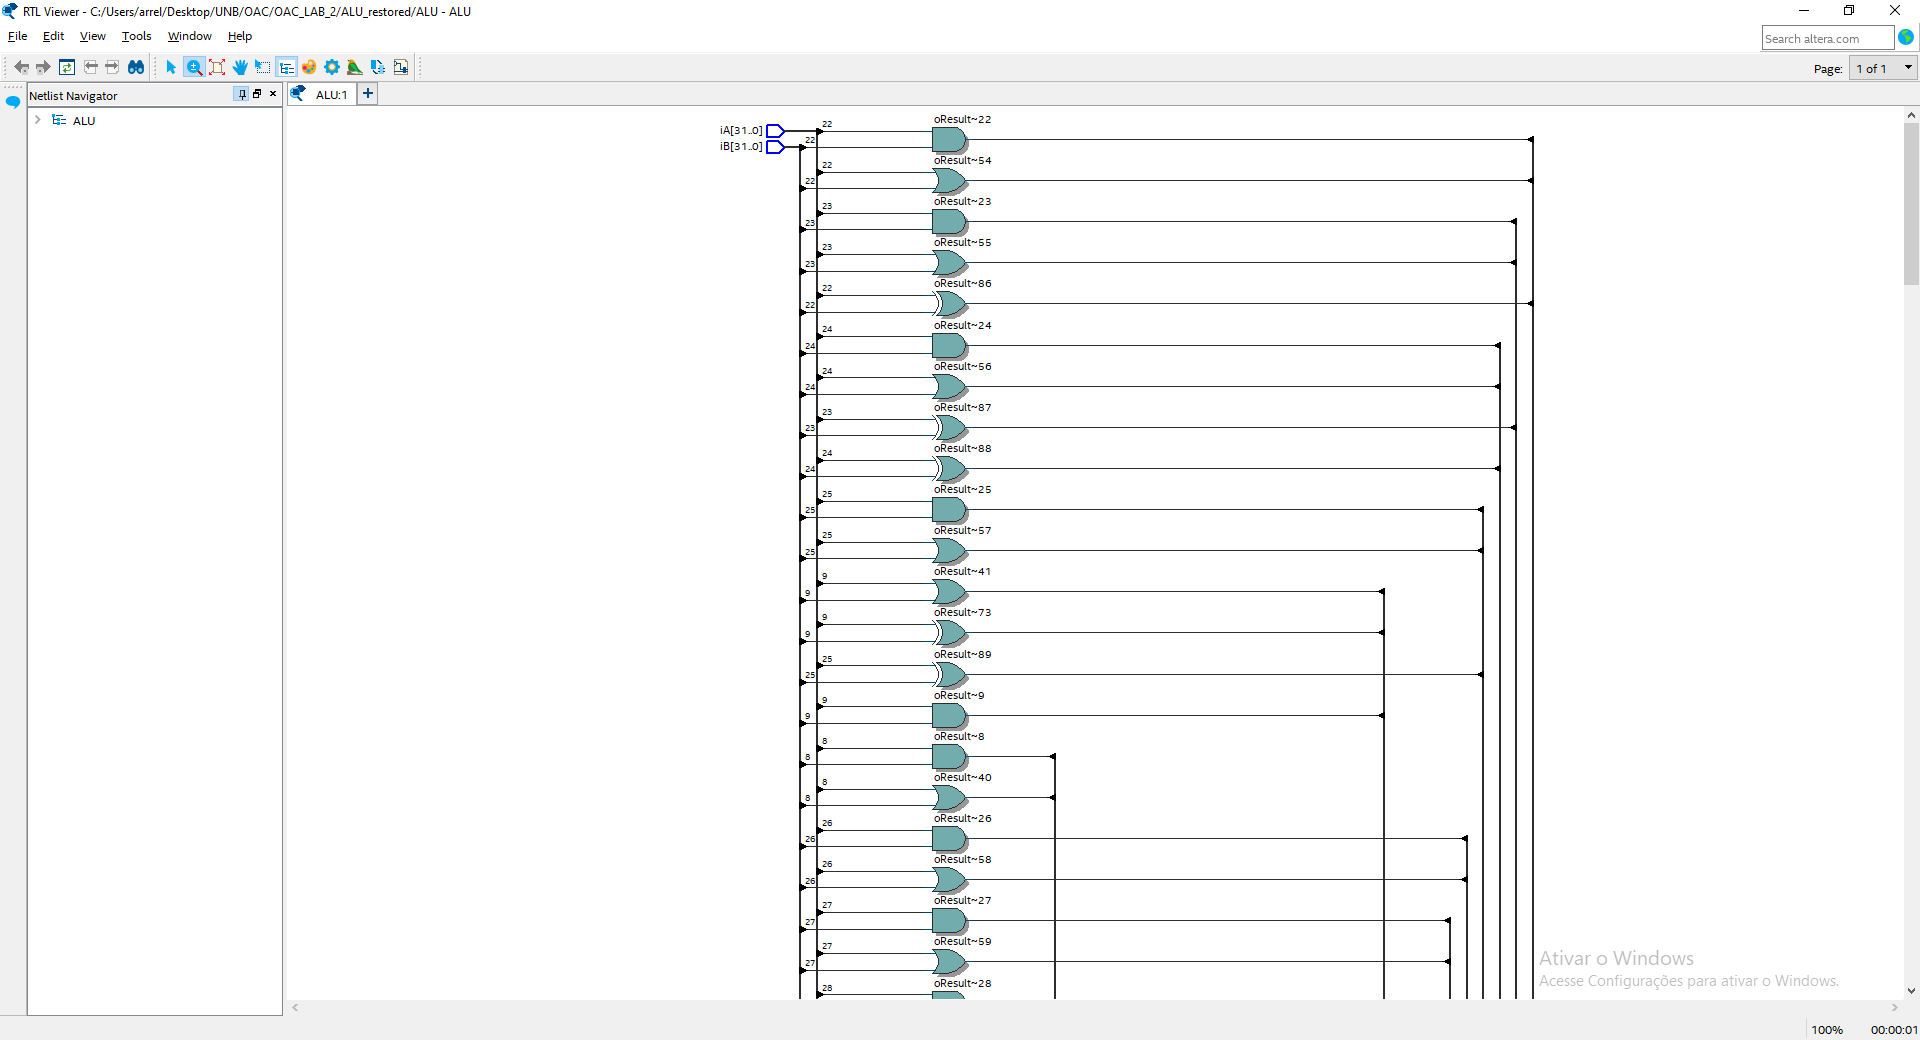 RTL Viewer - C:/Users/arrel/Desktop/UNB/OAC/OAC_LAB_2/ALU_restored/ALU - ALU
File Edit View Tools Window Help
Search altera.com
Page: 1 of 1
Netlist Navigator
ALU:1
ALU
iA[31..0]
iB[31..0]
22
22
oResult~22
22
22
oResult~54
23
23
oResult~23
23
23
oResult~55
22
22
oResult~86
24
24
oResult~24
24
24
oResult~56
23
23
oResult~87
24
24
oResult~88
25
25
oResult~25
25
25
oResult~57
9
9
oResult~41
9
9
oResult~73
25
25
oResult~89
9
9
oResult~9
8
8
oResult~8
8
8
oResult~40
26
26
oResult~26
26
26
oResult~58
27
27
oResult~27
27
27
oResult~59
28
oResult~28
Ativar o Windows
Acesse Configurações para ativar o Windows.
100% 00:00:01